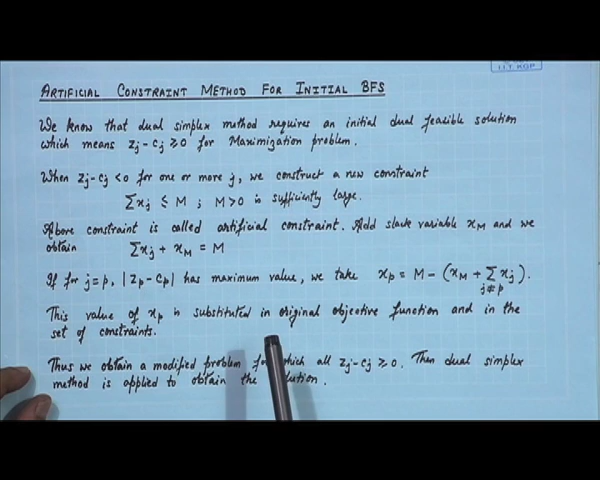 I.I.T. KGP
ARTIFICIAL CONSTRAINT METHOD FOR INITIAL BFS
We know that dual simplex method requires an initial dual feasible solution
which means zj - cj ≥ 0 for Maximization problem.
When zj - cj < 0 for one or more j, we construct a new constraint
∑xj ≤ M ; M>0 is sufficiently large.
Above constraint is called artificial constraint. Add slack variable xM and we
obtain ∑xj + xM = M
If for j=p, |zp - cp| has maximum value, we take xp = M - (xM + ∑ xj).
j≠p
This value of xp is substituted in original objective function and in the
set of constraints.
Thus we obtain a modified problem for which all zj - cj ≥ 0. Then dual simplex
method is applied to obtain the solution.